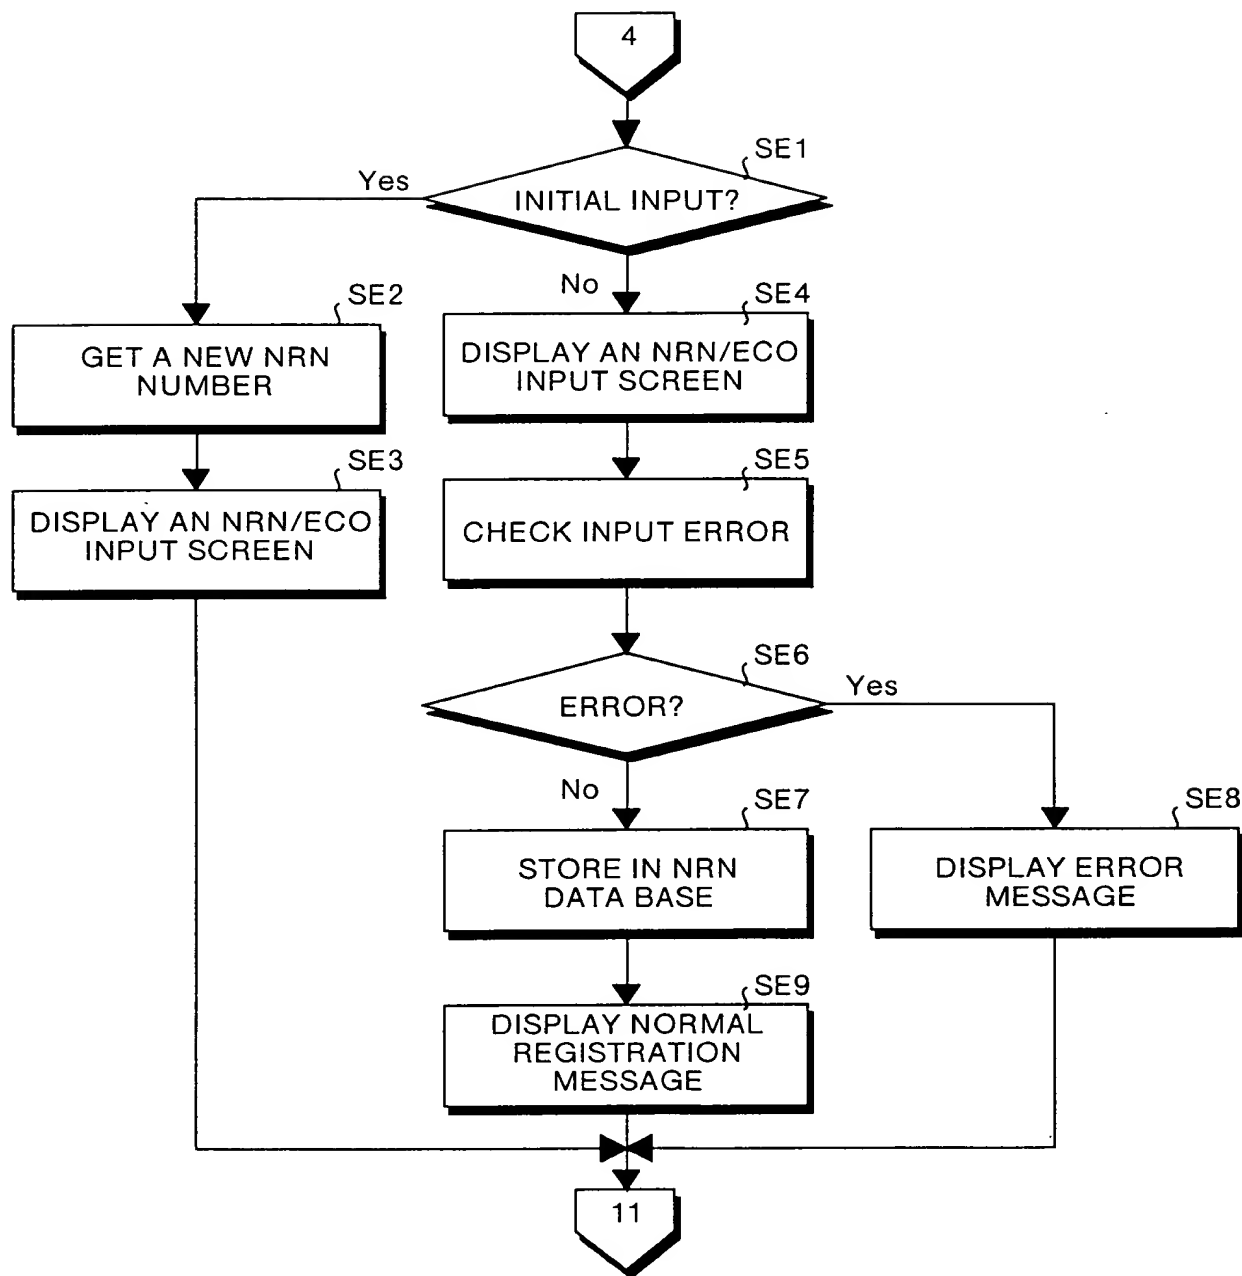 4
SE1
Yes
INITIAL INPUT?
No
SE2
GET A NEW NRN
NUMBER
SE4
DISPLAY AN NRN/ECO
INPUT SCREEN
SE3
DISPLAY AN NRN/ECO
INPUT SCREEN
SE5
CHECK INPUT ERROR
SE6
ERROR?
Yes
No
SE7
STORE IN NRN
DATA BASE
SE8
DISPLAY ERROR
MESSAGE
SE9
DISPLAY NORMAL
REGISTRATION
MESSAGE
11